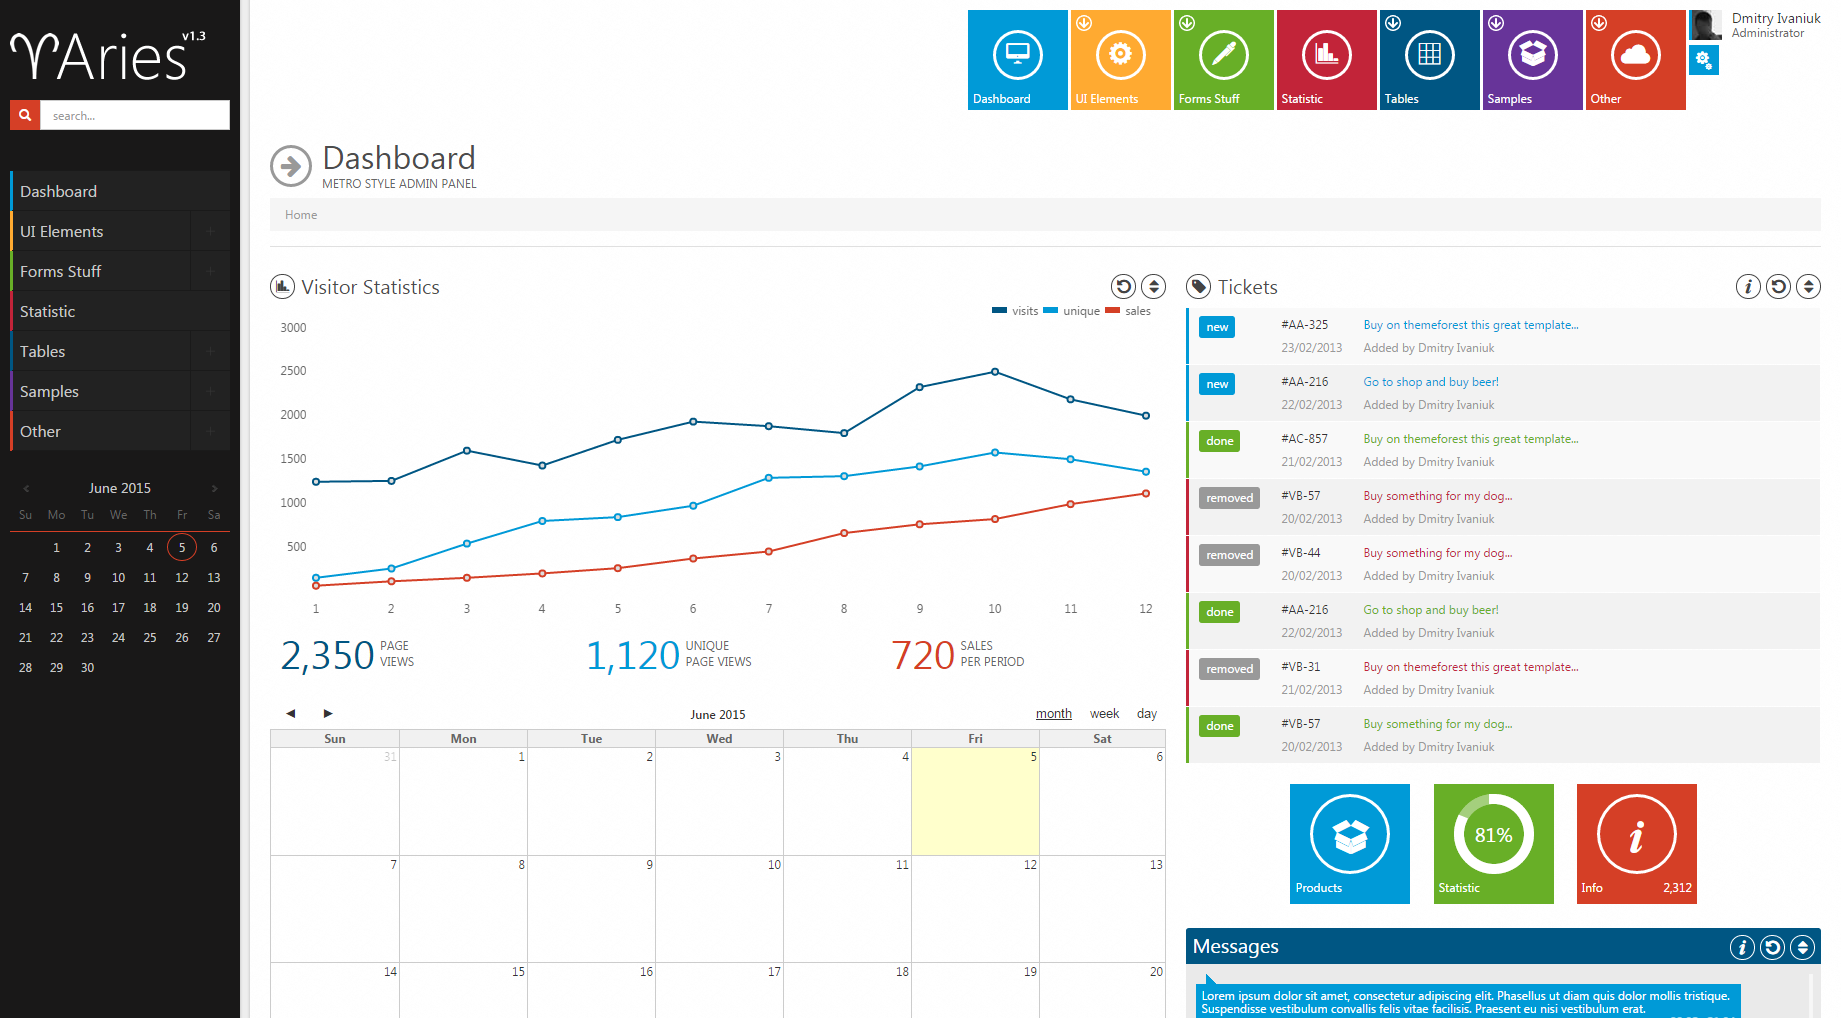 Aries v1.3
search...
Dashboard
UI Elements
Forms Stuff
Statistic
Tables
Samples
Other
June 2015
Su Mo Tu We Th Fr Sa
1 2 3 4 5 6
7 8 9 10 11 12 13
14 15 16 17 18 19 20
21 22 23 24 25 26 27
28 29 30
Dashboard UI Elements Forms Stuff Statistic Tables Samples Other
Dmitry Ivaniuk
Administrator
Dashboard
METRO STYLE ADMIN PANEL
Home
Visitor Statistics
visits unique sales
3000
2500
2000
1500
1000
500
1 2 3 4 5 6 7 8 9 10 11 12
2,350 PAGE VIEWS
1,120 UNIQUE PAGE VIEWS
720 SALES PER PERIOD
June 2015
month week day
Sun Mon Tue Wed Thu Fri Sat
31 1 2 3 4 5 6
7 8 9 10 11 12 13
14 15 16 17 18 19 20
Tickets
new #AA-325 Buy on themeforest this great template...
23/02/2013 Added by Dmitry Ivaniuk
new #AA-216 Go to shop and buy beer!
22/02/2013 Added by Dmitry Ivaniuk
done #AC-857 Buy on themeforest this great template...
21/02/2013 Added by Dmitry Ivaniuk
removed #VB-57 Buy something for my dog...
20/02/2013 Added by Dmitry Ivaniuk
removed #VB-44 Buy something for my dog...
20/02/2013 Added by Dmitry Ivaniuk
done #AA-216 Go to shop and buy beer!
22/02/2013 Added by Dmitry Ivaniuk
removed #VB-31 Buy on themeforest this great template...
21/02/2013 Added by Dmitry Ivaniuk
done #VB-57 Buy something for my dog...
20/02/2013 Added by Dmitry Ivaniuk
81%
Products Statistic Info 2,312
Messages
Lorem ipsum dolor sit amet, consectetur adipiscing elit. Phasellus ut diam quis dolor mollis tristique.
Suspendisse vestibulum convallis felis vitae facilisis. Praesent eu nisi vestibulum erat.